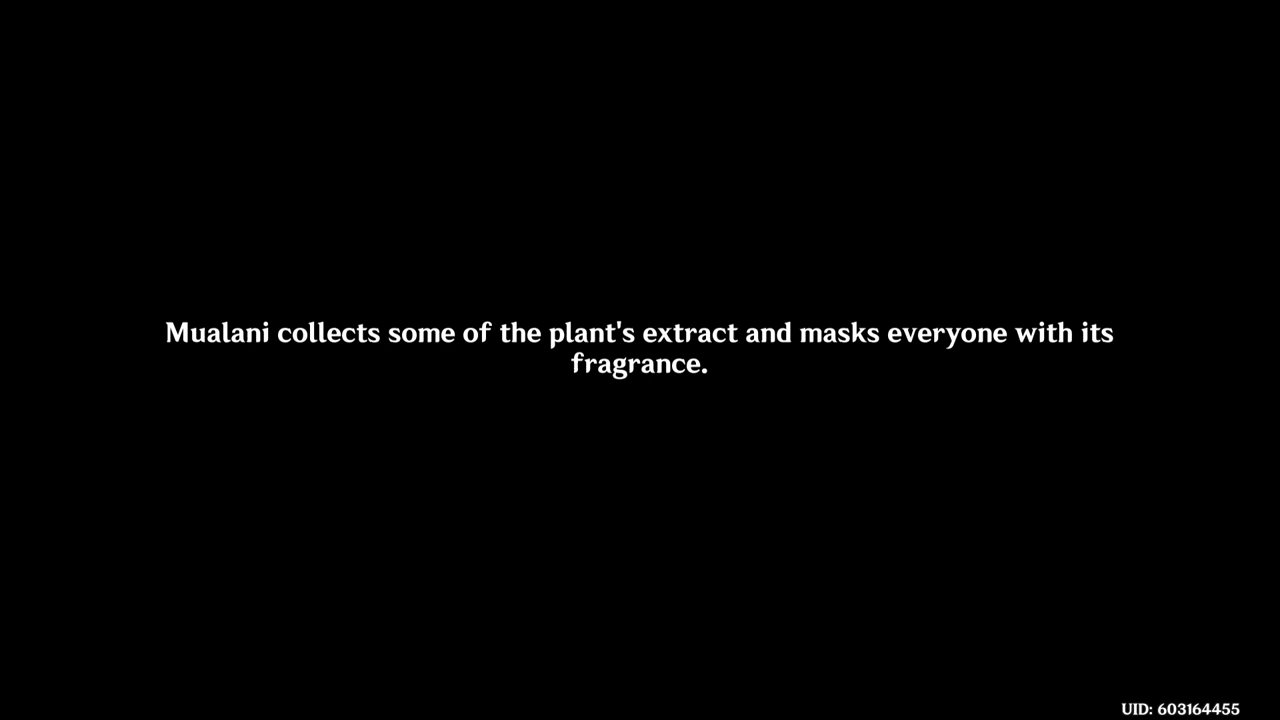 Mualani collects some of the plant's extract and masks everyone with its
fragrance.
UID: 603164455